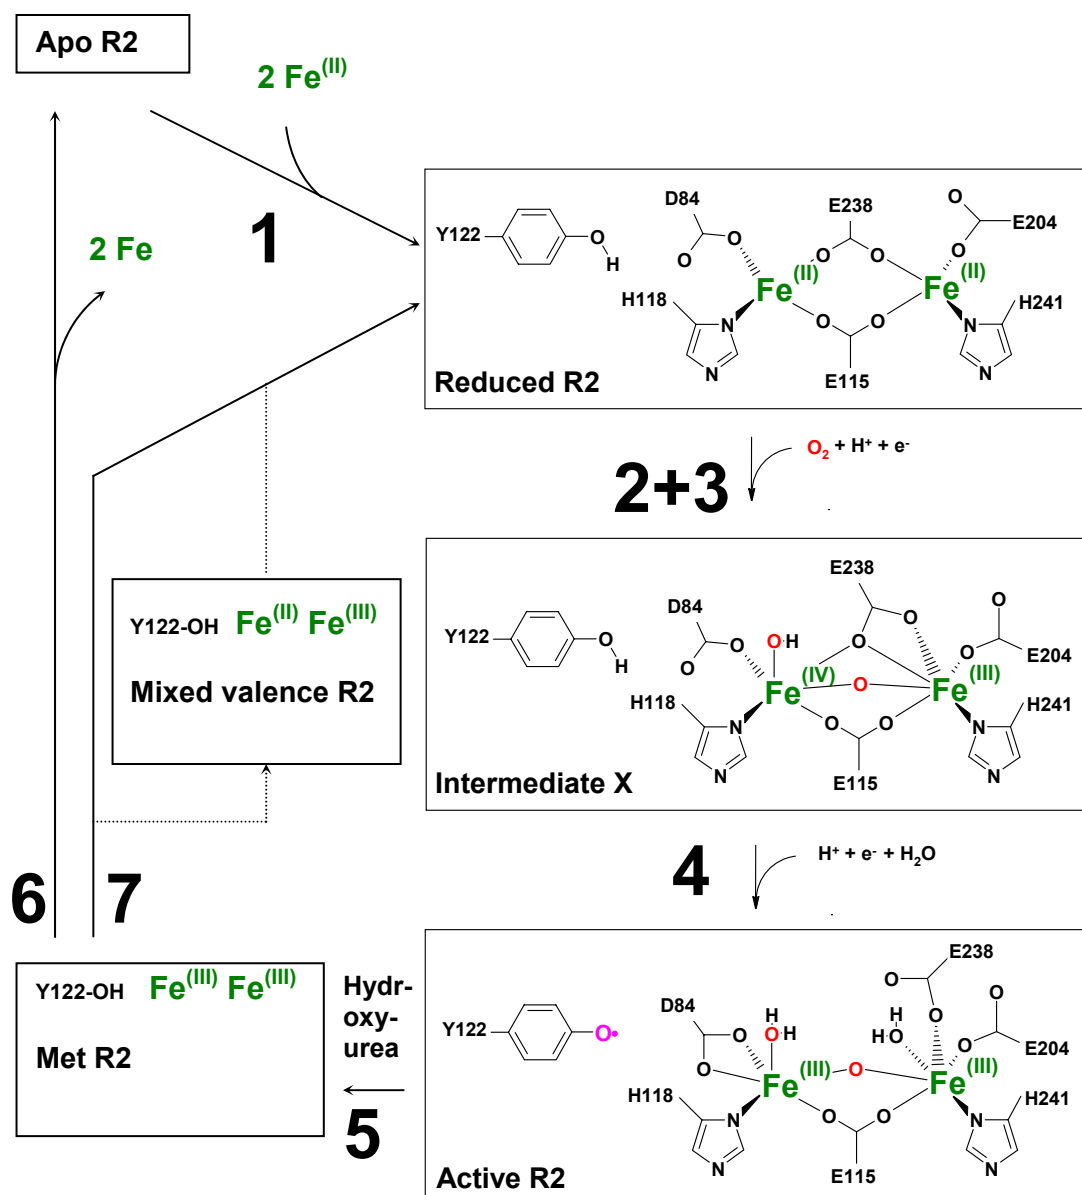 Apo R2
2 Fe(II)
1
2 Fe
D84
E238
O
E204
Y122
O
H
O
O
O
O
O
(II)
(II)
Fe
Fe
H118
N
O
O
N
H241
N
E115
N
Reduced R2
2+3
O2 + H+ + e-
E238
D84
O
Y122
O
H
O·H
O
O
O
O
O
E204
(IV)
(III)
Fe
O
Fe
H118
N
O
O
N
H241
N
E115
N
Intermediate X
Y122-OH Fe(II) Fe(III)
Mixed valence R2
4
H+ + e- + H2O
6
7
Y122-OH Fe(III) Fe(III)
Met R2
Hydr-
oxy-
urea
5
E238
D84
H
O
H
O
H
O
O
H
O
Y122
O•
O
O
O
E204
(III)
O
(III)
Fe
Fe
H118
N
O
O
N
H241
N
E115
N
Active R2